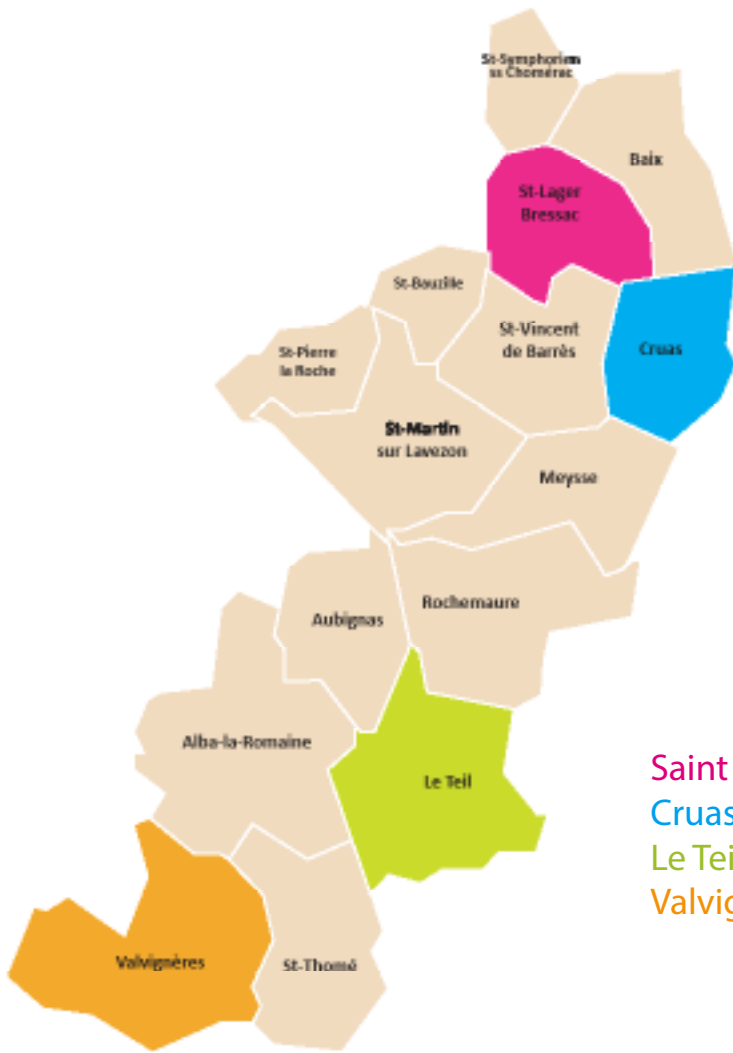 St-Symphorien
ss Chomérac
Baix
St-Lager
Bressac
St-Bauzille
St-Vincent
de Barrès
Cruas
St-Pierre
la Roche
St-Martin
sur Lavezon
Meysse
Aubignas
Rochemaure
Alba-la-Romaine
Le Teil
Valvignères
St-Thomé
Saint
Cruas
Le Tei
Valvig